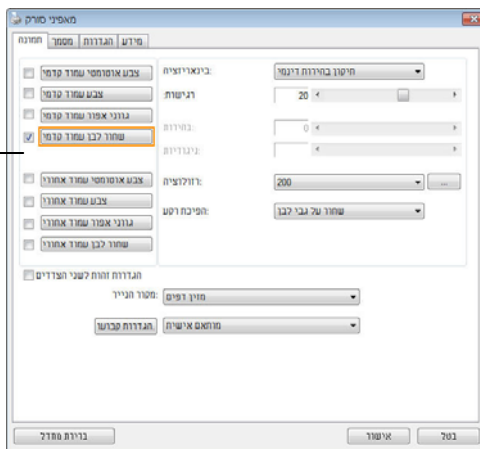 מאפיני סורק
תמונה מסמך הגדרות מידע
צבע אוטומטי עמוד קדמי
צבע עמוד קדמי
גווני אפור עמוד קדמי
שחור לבן עמוד קדמי
צבע אוטומטי עמוד אחורי
צבע עמוד אחורי
גווני אפור עמוד אחורי
שחור לבן עמוד אחורי
בינאריזציה: תיקון בהירות דינמי
רגישות: 20
בהירות: 0
ניגודיות:
רזולוציה: 200 ...
הפיכת רקע: שחור על גבי לבן
הגדרות זהות לשני הצדדים
מקור הנייר: מזין דפים
הגדרות קבועו מותאם אישית
ברירת מחדל אישור בטל